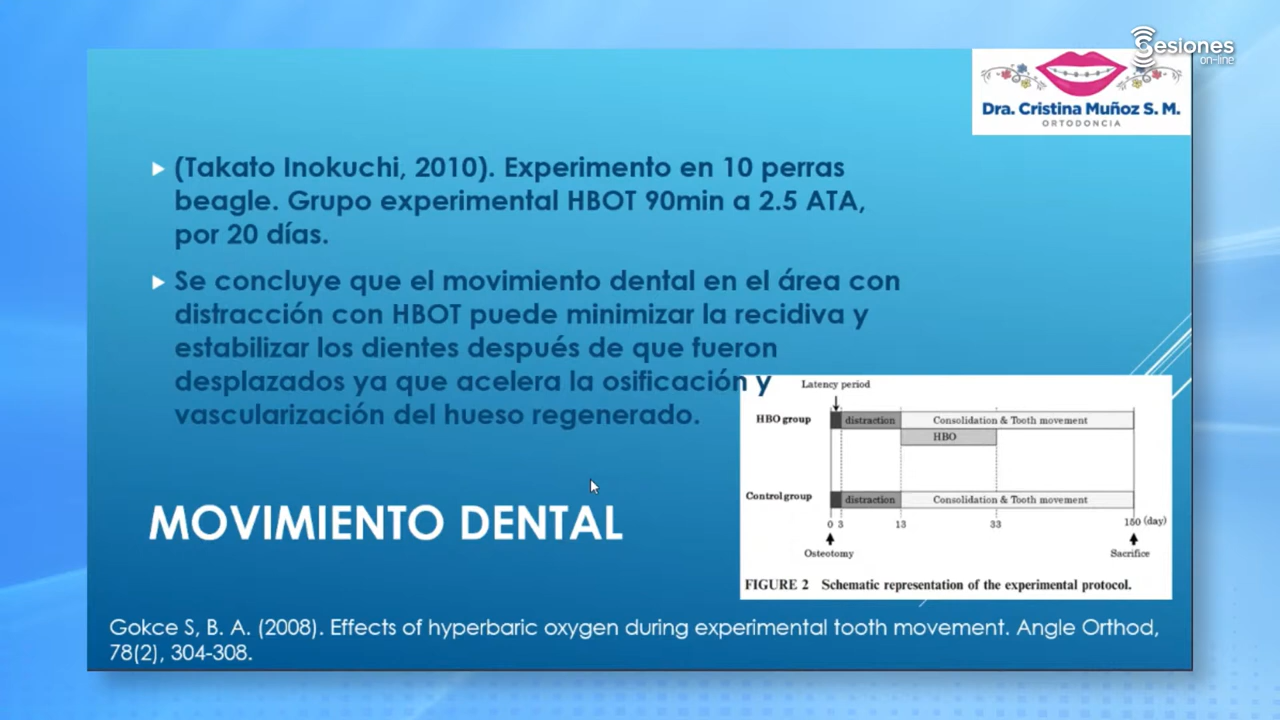 Sesiones
on-line
Dra. Cristina Muñoz S. M.
ORTODONCIA
(Takato Inokuchi, 2010). Experimento en 10 perras
beagle. Grupo experimental HBOT 90min a 2.5 ATA,
por 20 días.
Se concluye que el movimiento dental en el área con
distracción con HBOT puede minimizar la recidiva y
estabilizar los dientes después de que fueron
desplazados ya que acelera la osificación y
vascularización del hueso regenerado.
Latency period
HBO group
distraction
Consolidation & Tooth movement
HBO
Control group
distraction
Consolidation & Tooth movement
0 3 13 33 150 (day)
Osteotomy
Sacrifice
FIGURE 2 Schematic representation of the experimental protocol.
MOVIMIENTO DENTAL
Gokce S, B. A. (2008). Effects of hyperbaric oxygen during experimental tooth movement. Angle Orthod,
78(2), 304-308.